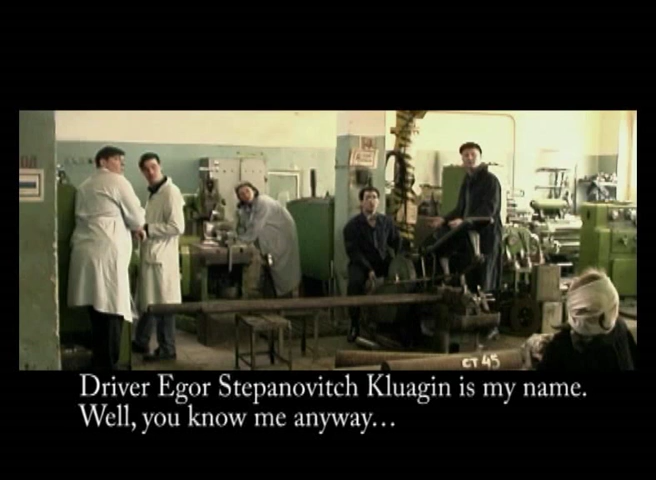 СТ 45
Driver Egor Stepanovitch Kluagin is my name.
Well, you know me anyway…